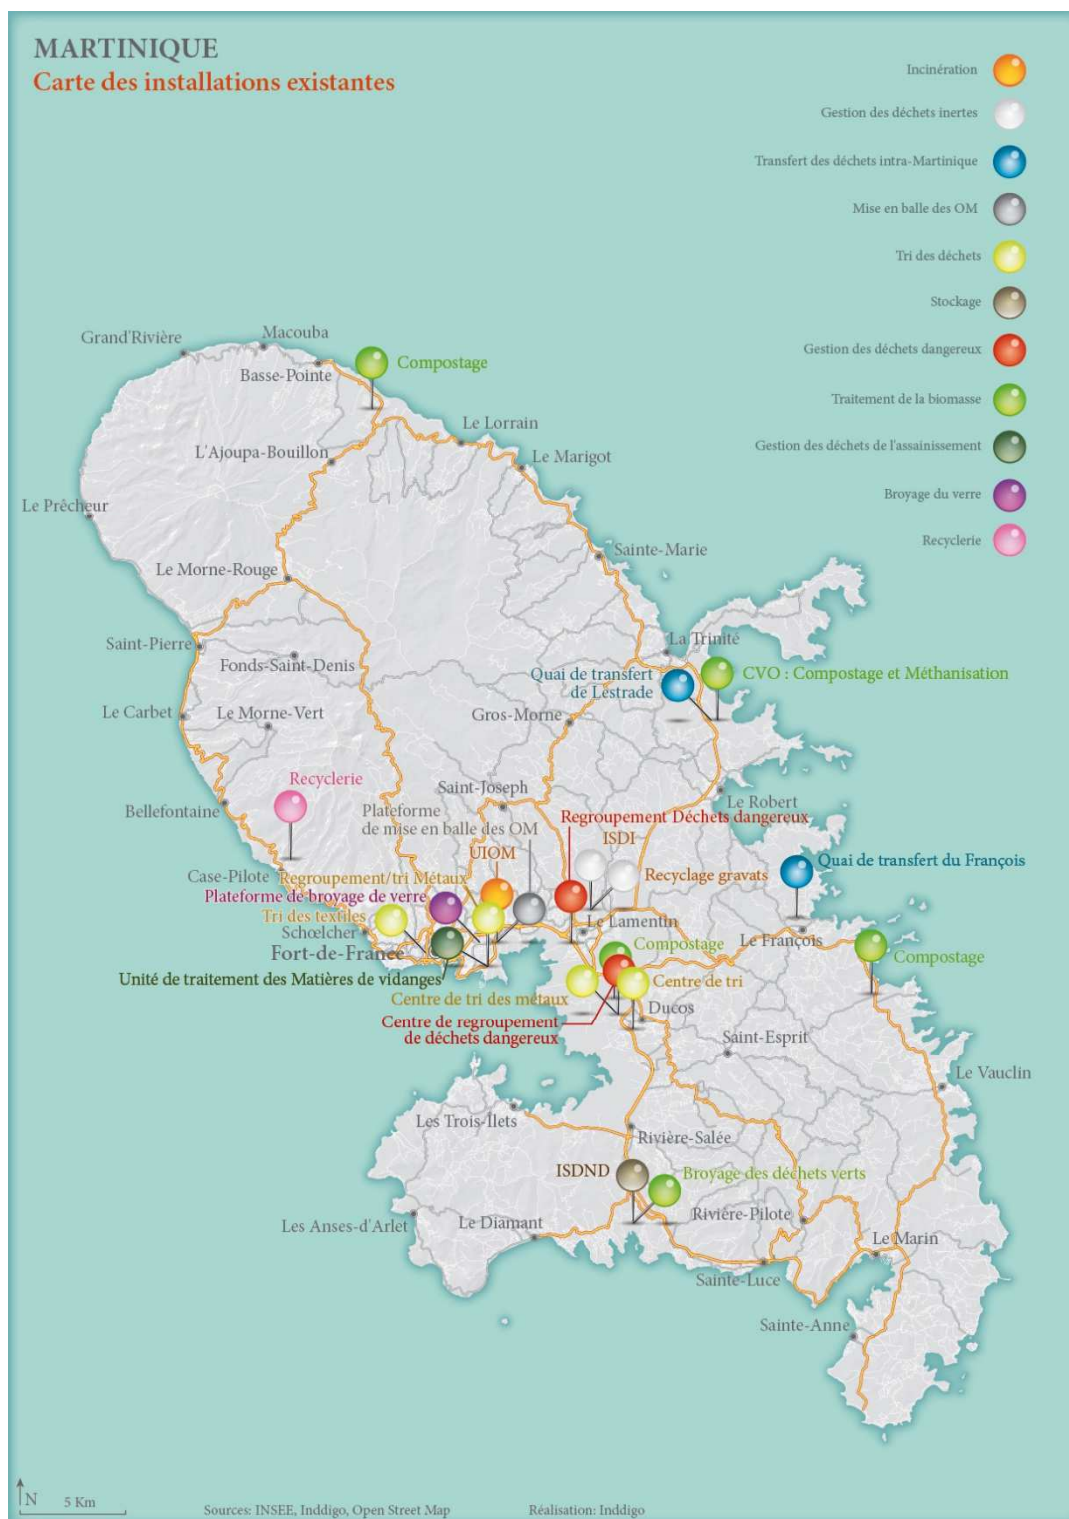 MARTINIQUE
Carte des installations existantes
Incinération
Gestion des déchets inertes
Transfert des déchets intra-Martinique
Mise en balle des OM
Tri des déchets
Stockage
Gestion des déchets dangereux
Traitement de la biomasse
Gestion des déchets de l'assainissement
Broyage du verre
Recyclerie
Grand'Rivière
Macouba
Basse-Pointe
Compostage
Le Lorrain
L'Ajoupa-Bouillon
Le Marigot
Le Prêcheur
Sainte-Marie
Le Morne-Rouge
La Trinité
Saint-Pierre
Fonds-Saint-Denis
Quai de transfert
de Lestrade
CVO : Compostage et Méthanisation
Le Carbet
Le Morne-Vert
Gros-Morne
Recyclerie
Saint-Joseph
Bellefontaine
Le Robert
Plateforme
de mise en balle des OM
Regroupement Déchets dangereux
ISDI
UIOM
Quai de transfert du François
Case-Pilote
Regroupement/tri Métaux
Recyclage gravats
Plateforme de broyage de verre
Tri des textiles
Schœlcher
Le Lamentin
Fort-de-France
Compostage
Le François
Compostage
Unité de traitement des Matières de vidanges
Centre de tri
Centre de tri des métaux
Ducos
Centre de regroupement
de déchets dangereux
Saint-Esprit
Le Vauclin
Les Trois-Îlets
Rivière-Salée
ISDND
Broyage des déchets verts
Les Anses-d'Arlet
Le Diamant
Rivière-Pilote
Le Marin
Sainte-Luce
Sainte-Anne
N
5 Km
Sources: INSEE, Inddigo, Open Street Map
Réalisation: Inddigo